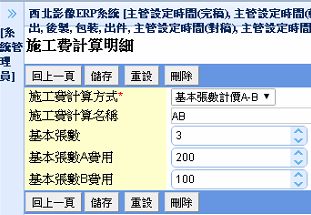 »
[系統管理員]
西北影像ERP系統 [主管設定時間(完稿), 主管設定時間(
出, 後製, 包裝, 出件, 主管設定時間(對稿), 主管設定時間
施工費計算明細
回上一頁 儲存 重設 刪除
施工費計算方式* 基本張數計價A-B
施工費計算名稱 AB
基本張數 3
基本張數A費用 200
基本張數B費用 100
回上一頁 儲存 重設 刪除